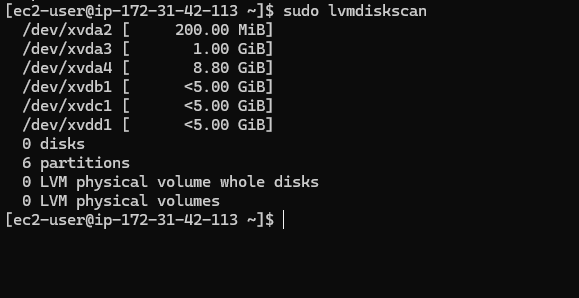 [ec2-user@ip-172-31-42-113 ~]$ sudo lvmdiskscan
  /dev/xvda2 [     200.00 MiB]
  /dev/xvda3 [       1.00 GiB]
  /dev/xvda4 [       8.80 GiB]
  /dev/xvdb1 [      <5.00 GiB]
  /dev/xvdc1 [      <5.00 GiB]
  /dev/xvdd1 [      <5.00 GiB]
  0 disks
  6 partitions
  0 LVM physical volume whole disks
  0 LVM physical volumes
[ec2-user@ip-172-31-42-113 ~]$